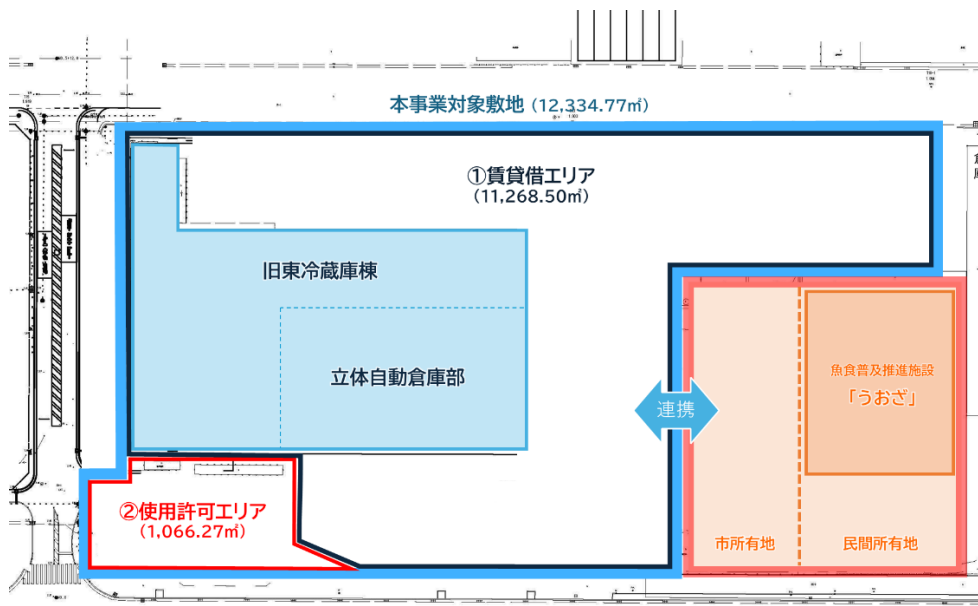 本事業対象敷地 (12,334.77㎡)
①賃貸借エリア
(11,268.50㎡)
旧東冷蔵庫棟
立体自動倉庫部
魚食普及推進施設
「うおざ」
連携
②使用許可エリア
(1,066.27㎡)
市所有地
民間所有地